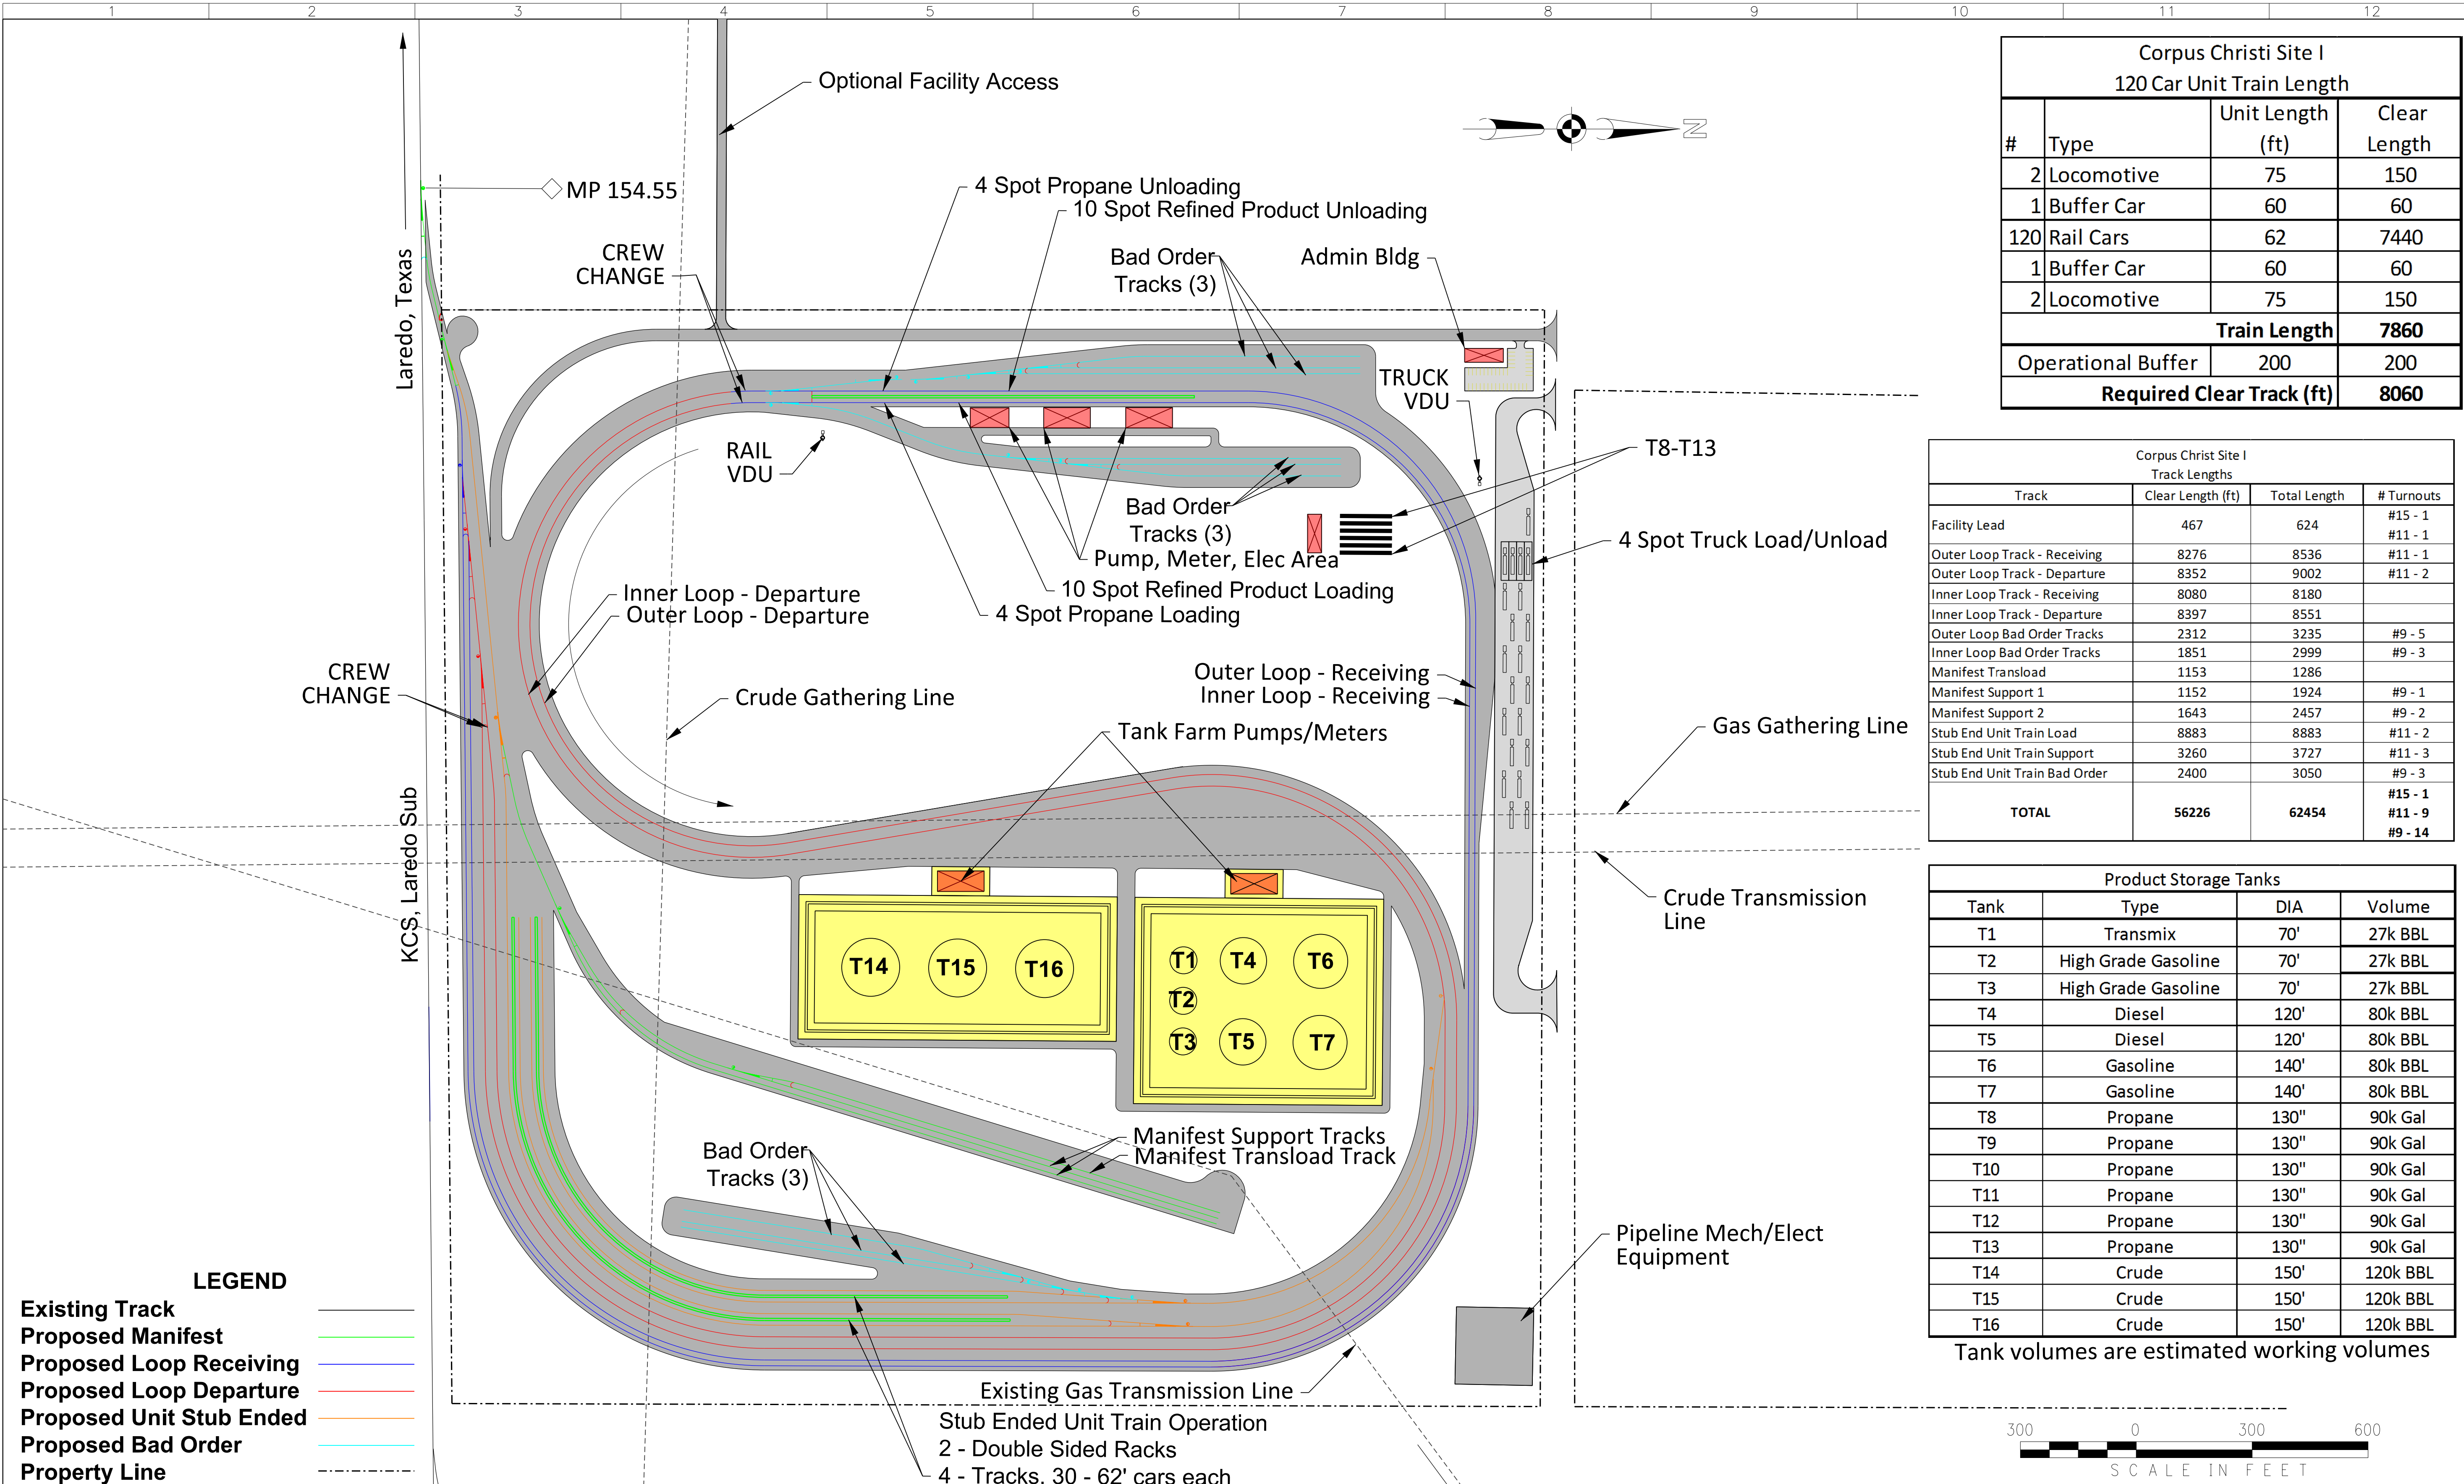 1 2 3 4 5 6 7 8 9 10 11 12
Optional Facility Access
MP 154.55
Laredo, Texas
KCS, Laredo Sub
4 Spot Propane Unloading
10 Spot Refined Product Unloading
CREW
CHANGE
Bad Order
Tracks (3)
Admin Bldg
N
TRUCK
VDU
RAIL
VDU
T8-T13
Bad Order
Tracks (3)
Pump, Meter, Elec Area
4 Spot Truck Load/Unload
10 Spot Refined Product Loading
4 Spot Propane Loading
Inner Loop - Departure
Outer Loop - Departure
CREW
CHANGE
Crude Gathering Line
Outer Loop - Receiving
Inner Loop - Receiving
Tank Farm Pumps/Meters
Gas Gathering Line
Crude Transmission
Line
T14 T15 T16
T1 T4 T6
T2
T3 T5 T7
Manifest Support Tracks
Manifest Transload Track
Bad Order
Tracks (3)
Pipeline Mech/Elect
Equipment
Existing Gas Transmission Line
Stub Ended Unit Train Operation
2 - Double Sided Racks
4 - Tracks, 30 - 62' cars each
LEGEND
Existing Track
Proposed Manifest
Proposed Loop Receiving
Proposed Loop Departure
Proposed Unit Stub Ended
Proposed Bad Order
Property Line
Corpus Christi Site I
120 Car Unit Train Length
# Type Unit Length (ft) Clear Length
2 Locomotive 75 150
1 Buffer Car 60 60
120 Rail Cars 62 7440
1 Buffer Car 60 60
2 Locomotive 75 150
Train Length 7860
Operational Buffer 200 200
Required Clear Track (ft) 8060
Corpus Christ Site I
Track Lengths
Track Clear Length (ft) Total Length # Turnouts
Facility Lead 467 624 #15 - 1 #11 - 1
Outer Loop Track - Receiving 8276 8536 #11 - 1
Outer Loop Track - Departure 8352 9002 #11 - 2
Inner Loop Track - Receiving 8080 8180
Inner Loop Track - Departure 8397 8551
Outer Loop Bad Order Tracks 2312 3235 #9 - 5
Inner Loop Bad Order Tracks 1851 2999 #9 - 3
Manifest Transload 1153 1286
Manifest Support 1 1152 1924 #9 - 1
Manifest Support 2 1643 2457 #9 - 2
Stub End Unit Train Load 8883 8883 #11 - 2
Stub End Unit Train Support 3260 3727 #11 - 3
Stub End Unit Train Bad Order 2400 3050 #9 - 3
TOTAL 56226 62454 #15 - 1 #11 - 9 #9 - 14
Product Storage Tanks
Tank Type DIA Volume
T1 Transmix 70' 27k BBL
T2 High Grade Gasoline 70' 27k BBL
T3 High Grade Gasoline 70' 27k BBL
T4 Diesel 120' 80k BBL
T5 Diesel 120' 80k BBL
T6 Gasoline 140' 80k BBL
T7 Gasoline 140' 80k BBL
T8 Propane 130" 90k Gal
T9 Propane 130" 90k Gal
T10 Propane 130" 90k Gal
T11 Propane 130" 90k Gal
T12 Propane 130" 90k Gal
T13 Propane 130" 90k Gal
T14 Crude 150' 120k BBL
T15 Crude 150' 120k BBL
T16 Crude 150' 120k BBL
Tank volumes are estimated working volumes
300 0 300 600
SCALE IN FEET